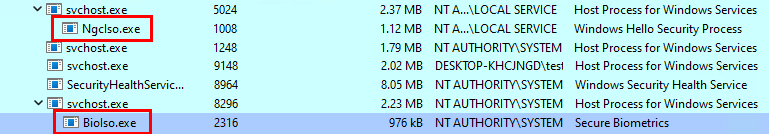 svchost.exe 5024 2.37 MB NT A...\LOCAL SERVICE Host Process for Windows Services
NgcIso.exe 1008 1.12 MB NT A...\LOCAL SERVICE Windows Hello Security Process
svchost.exe 1248 1.79 MB NT AUTHORITY\SYSTEM Host Process for Windows Services
svchost.exe 9148 2.02 MB DESKTOP-KHCJNGD\test Host Process for Windows Services
SecurityHealthServic... 8964 8.05 MB NT AUTHORITY\SYSTEM Windows Security Health Service
svchost.exe 8296 2.23 MB NT AUTHORITY\SYSTEM Host Process for Windows Services
BioIso.exe 2316 976 kB NT AUTHORITY\SYSTEM Secure Biometrics